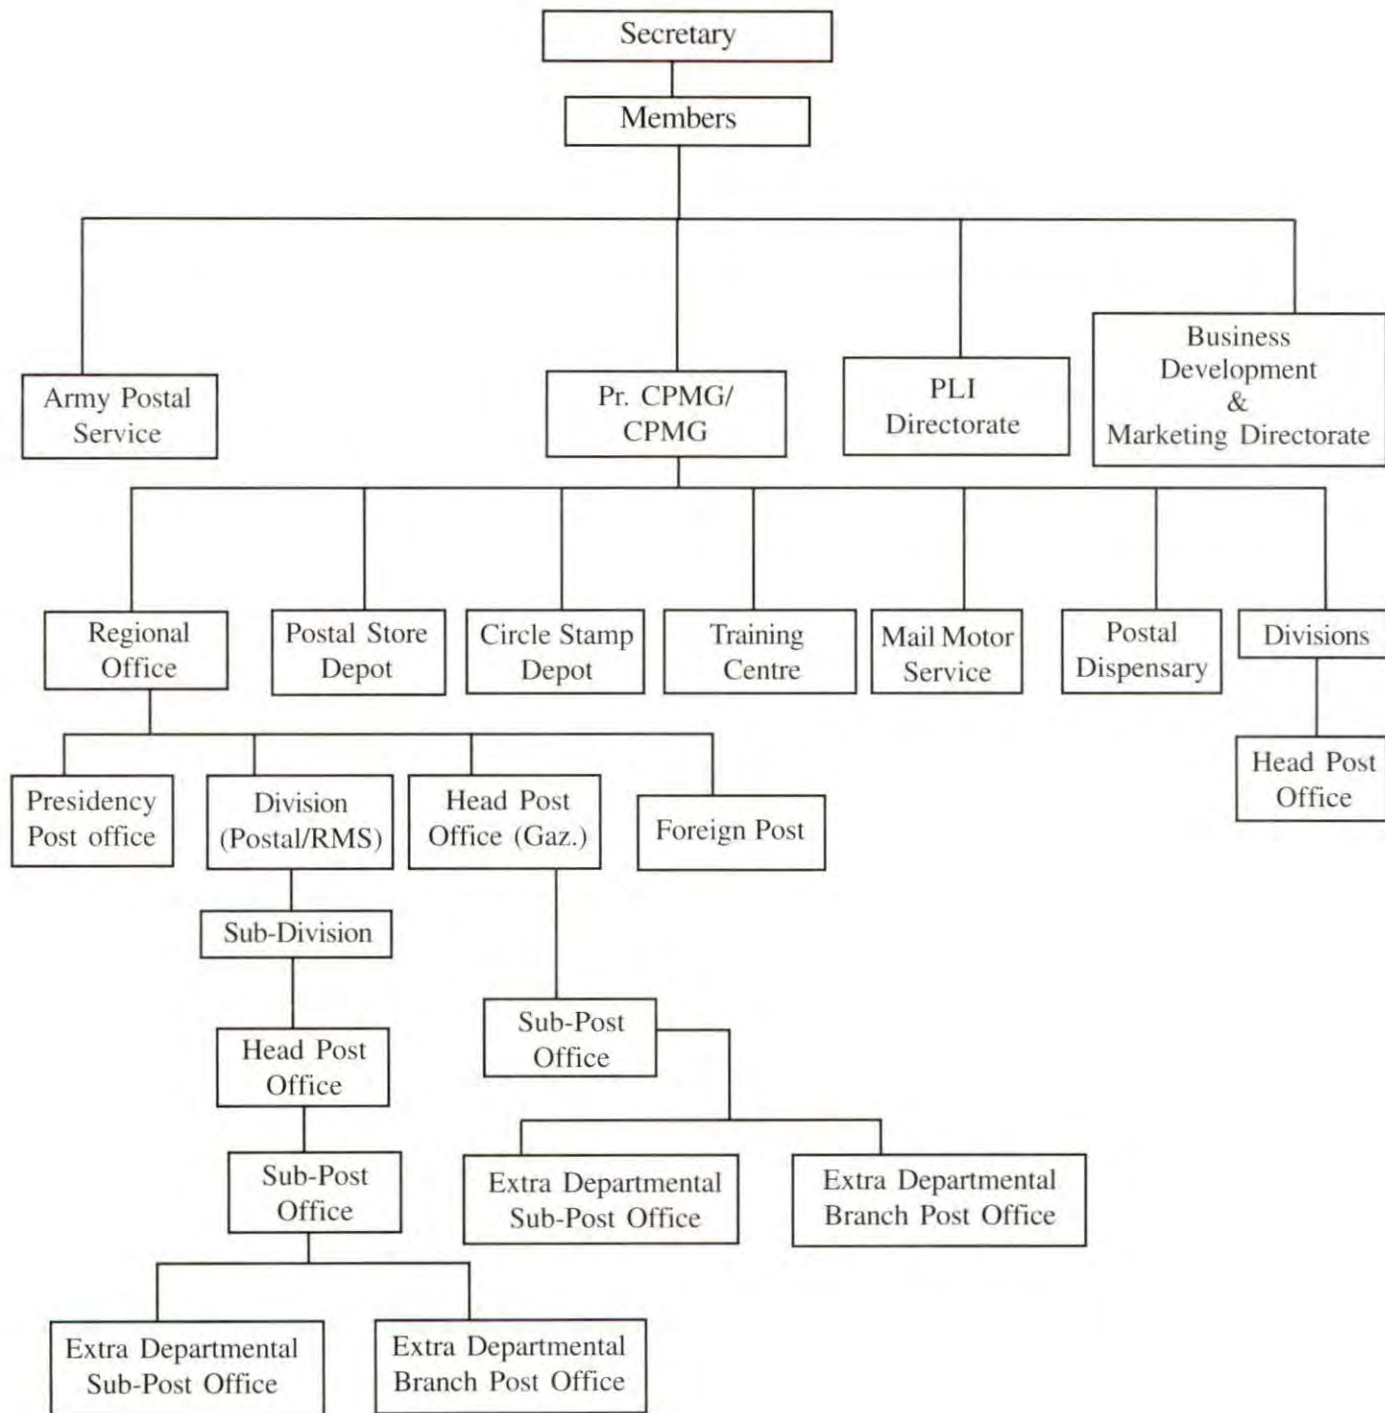 Secretary
Members
Army Postal
Service
Pr. CPMG/
CPMG
PLI
Directorate
Business
Development
&
Marketing Directorate
Regional
Office
Postal Store
Depot
Circle Stamp
Depot
Training
Centre
Mail Motor
Service
Postal
Dispensary
Divisions
Head Post
Office
Presidency
Post office
Division
(Postal/RMS)
Head Post
Office (Gaz.)
Foreign Post
Sub-Division
Sub-Post
Office
Head Post
Office
Sub-Post
Office
Extra Departmental
Sub-Post Office
Extra Departmental
Branch Post Office
Extra Departmental
Sub-Post Office
Extra Departmental
Branch Post Office